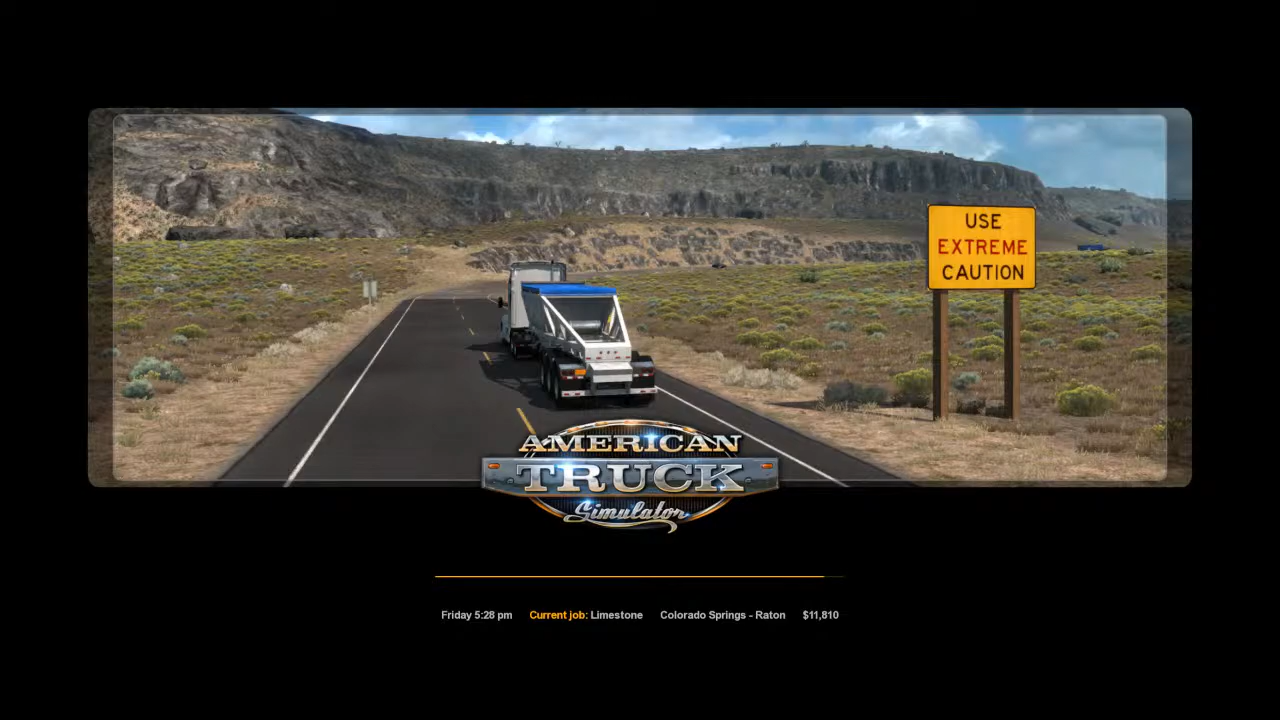 USE
EXTREME
CAUTION
AMERICAN
TRUCK
Simulator
Friday 5:28 pm Current job: Limestone Colorado Springs - Raton $11,810